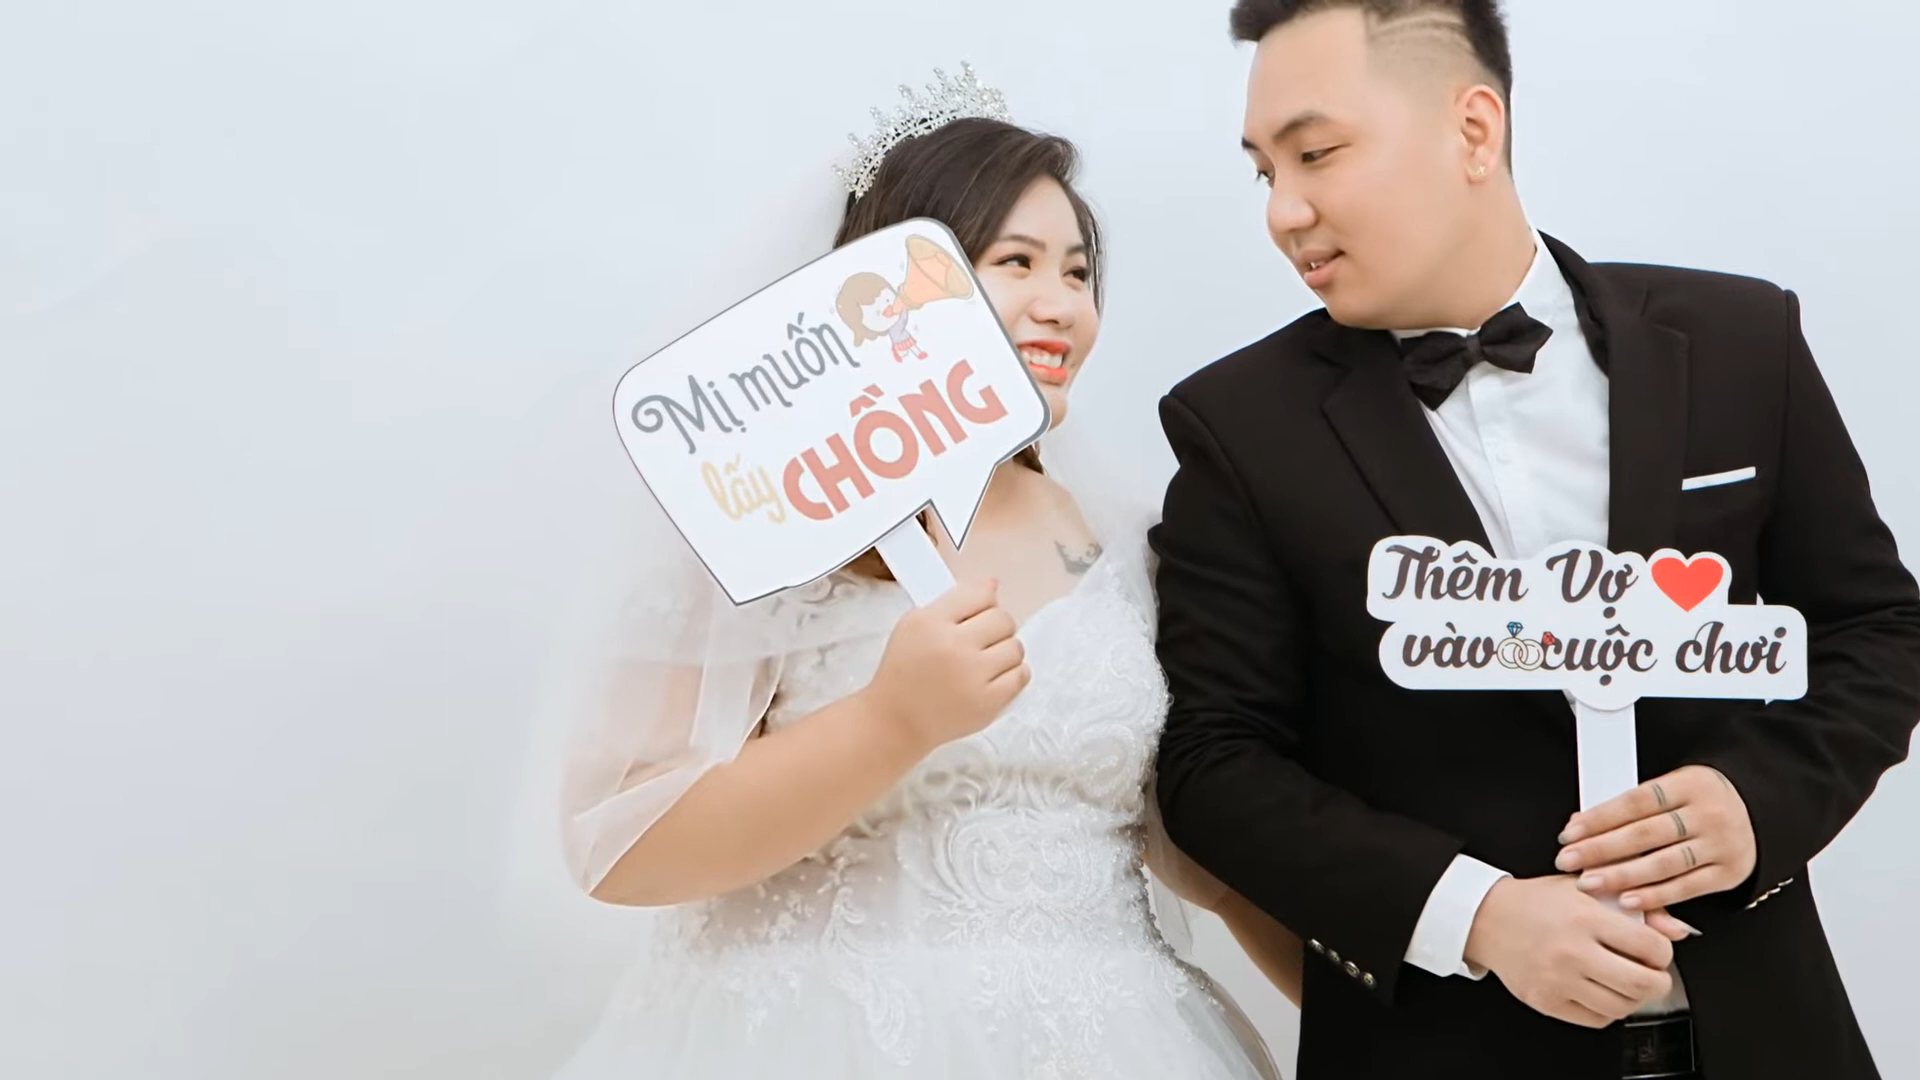 Mị muốn
lấy CHỒNG
Thêm Vợ
vào cuộc chơi